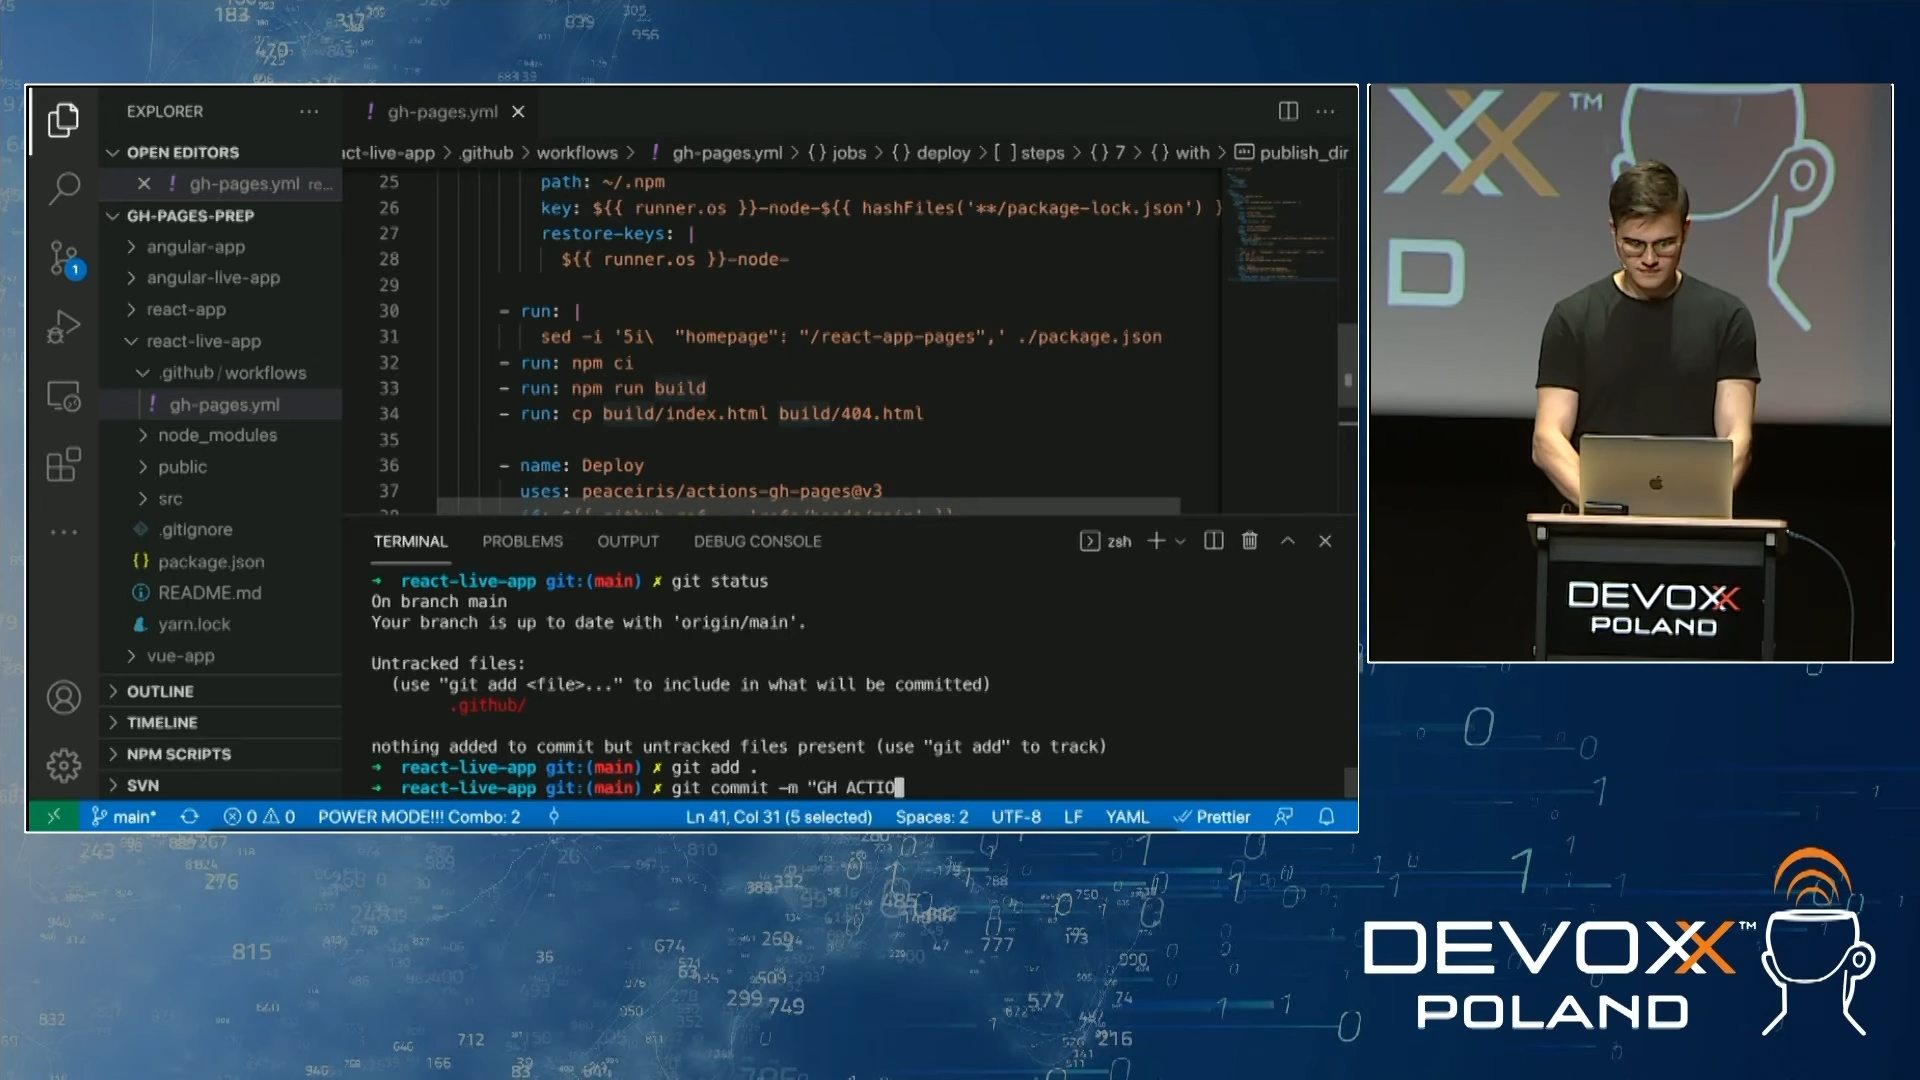 EXPLORER
OPEN EDITORS
gh-pages.yml re...
GH-PAGES-PREP
angular-app
angular-live-app
react-app
react-live-app
.github/workflows
gh-pages.yml
node_modules
public
src
.gitignore
package.json
README.md
yarn.lock
vue-app
OUTLINE
TIMELINE
NPM SCRIPTS
SVN
1
gh-pages.yml
ct-live-app > .github > workflows > ! gh-pages.yml > {} jobs > {} deploy > [ ] steps > {} 7 > {} with > publish_dir
25 path: ~/.npm
26 key: ${{ runner.os }}-node-${{ hashFiles('**/package-lock.json') }
27 restore-keys: |
28 ${{ runner.os }}-node-
29
30 - run: |
31 sed -i '5i\  "homepage": "/react-app-pages",' ./package.json
32 - run: npm ci
33 - run: npm run build
34 - run: cp build/index.html build/404.html
35
36 - name: Deploy
37 uses: peaceiris/actions-gh-pages@v3
TERMINAL PROBLEMS OUTPUT DEBUG CONSOLE zsh
→ react-live-app git:(main) ✗ git status
On branch main
Your branch is up to date with 'origin/main'.
Untracked files:
(use "git add <file>..." to include in what will be committed)
.github/
nothing added to commit but untracked files present (use "git add" to track)
→ react-live-app git:(main) ✗ git add .
→ react-live-app git:(main) ✗ git commit -m "GH ACTIO
main* 0 0 POWER MODE!!! Combo: 2 Ln 41, Col 31 (5 selected) Spaces: 2 UTF-8 LF YAML Prettier
XX™
D
DEVOXX
POLAND
DEVOXX™
POLAND